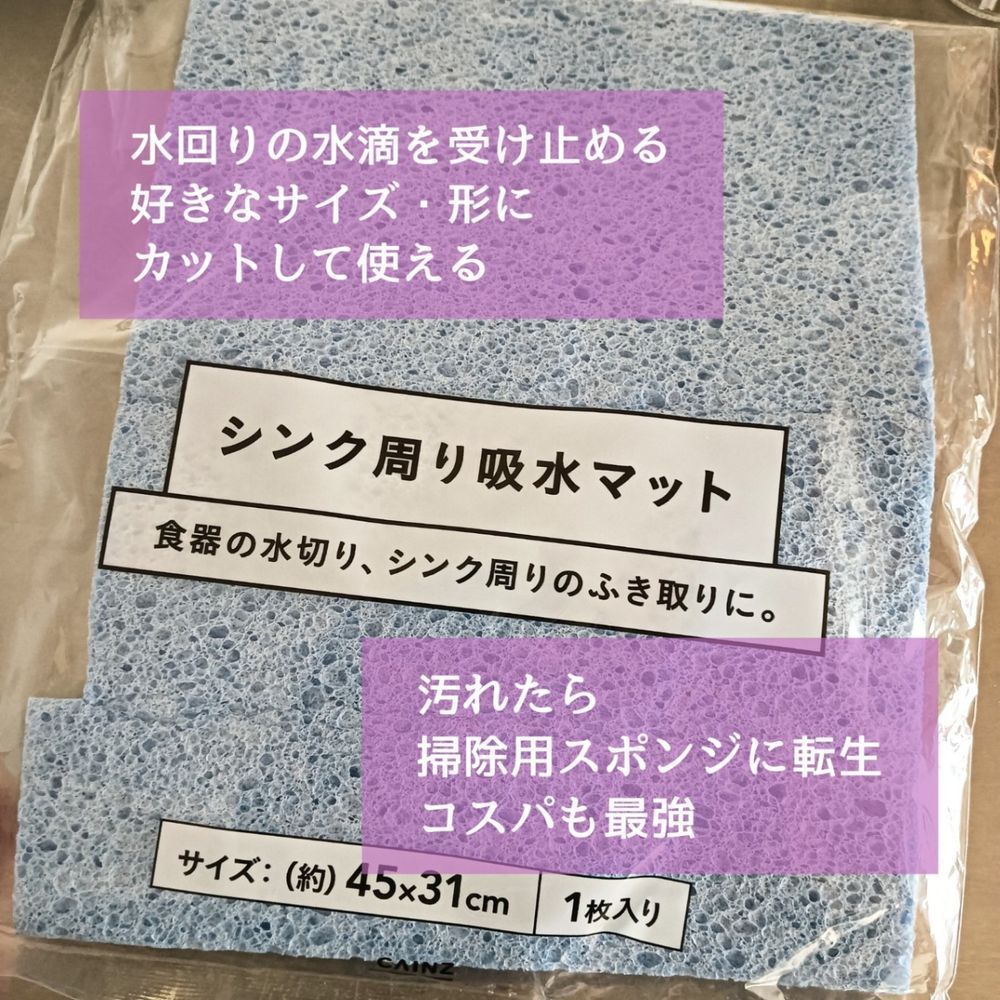 水回りの水滴を受け止める
好きなサイズ・形に
カットして使える
シンク周り吸水マット
食器の水切り、シンク周りのふき取りに。
汚れたら
掃除用スポンジに転生
コスパも最強
サイズ：(約) 45×31cm 1枚入り
CAINZ